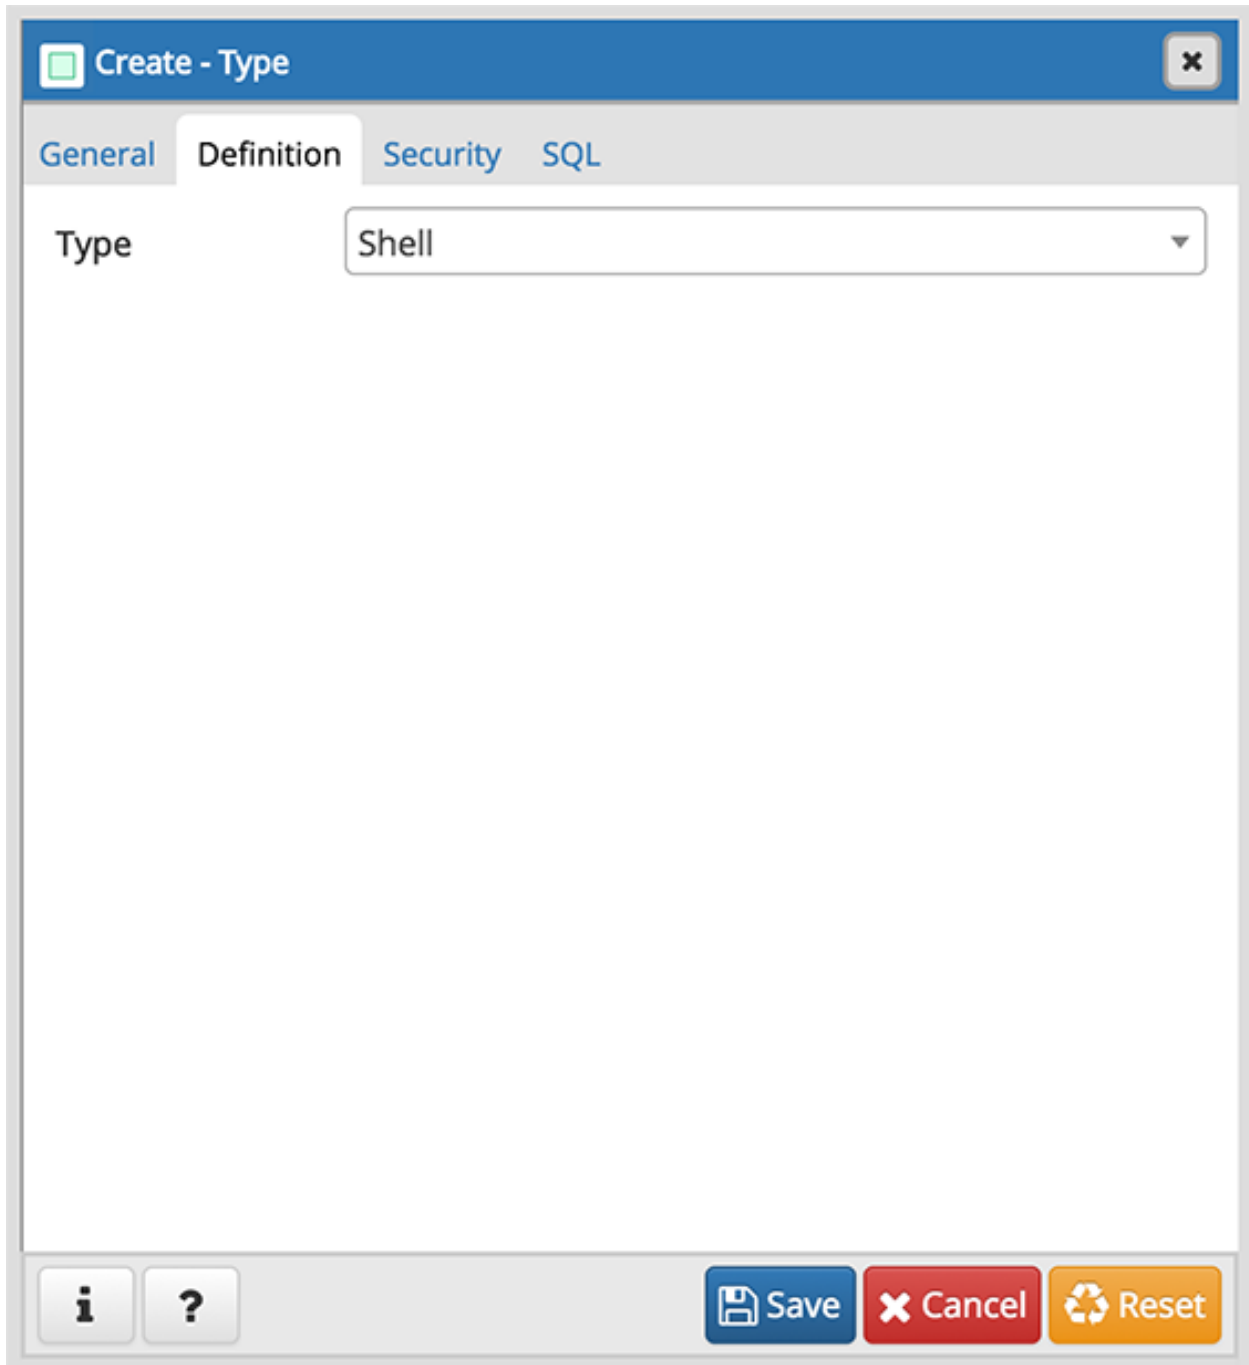 Create - Type
General Definition Security SQL
Type Shell
i ? Save Cancel Reset